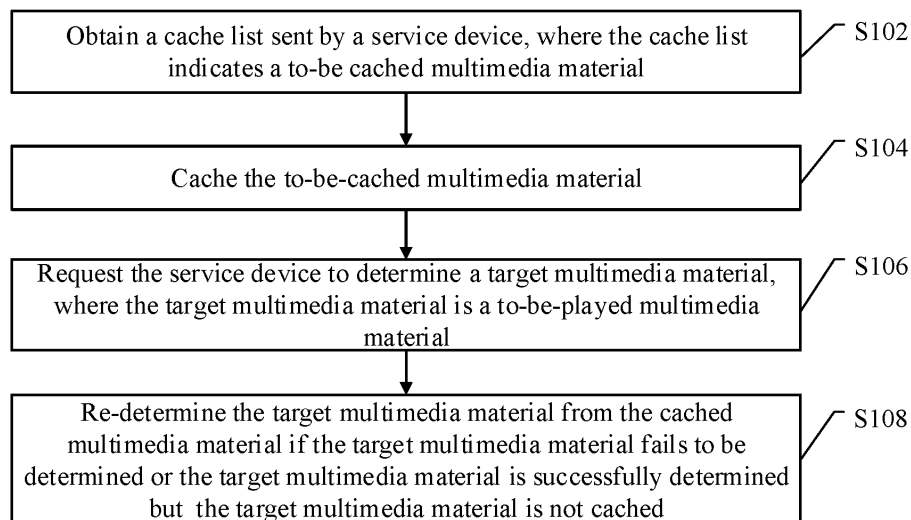 Obtain a cache list sent by a service device, where the cache list
indicates a to-be cached multimedia material
S102
Cache the to-be-cached multimedia material
S104
Request the service device to determine a target multimedia material,
where the target multimedia material is a to-be-played multimedia
material
S106
Re-determine the target multimedia material from the cached
multimedia material if the target multimedia material fails to be
determined or the target multimedia material is successfully determined
but the target multimedia material is not cached
S108